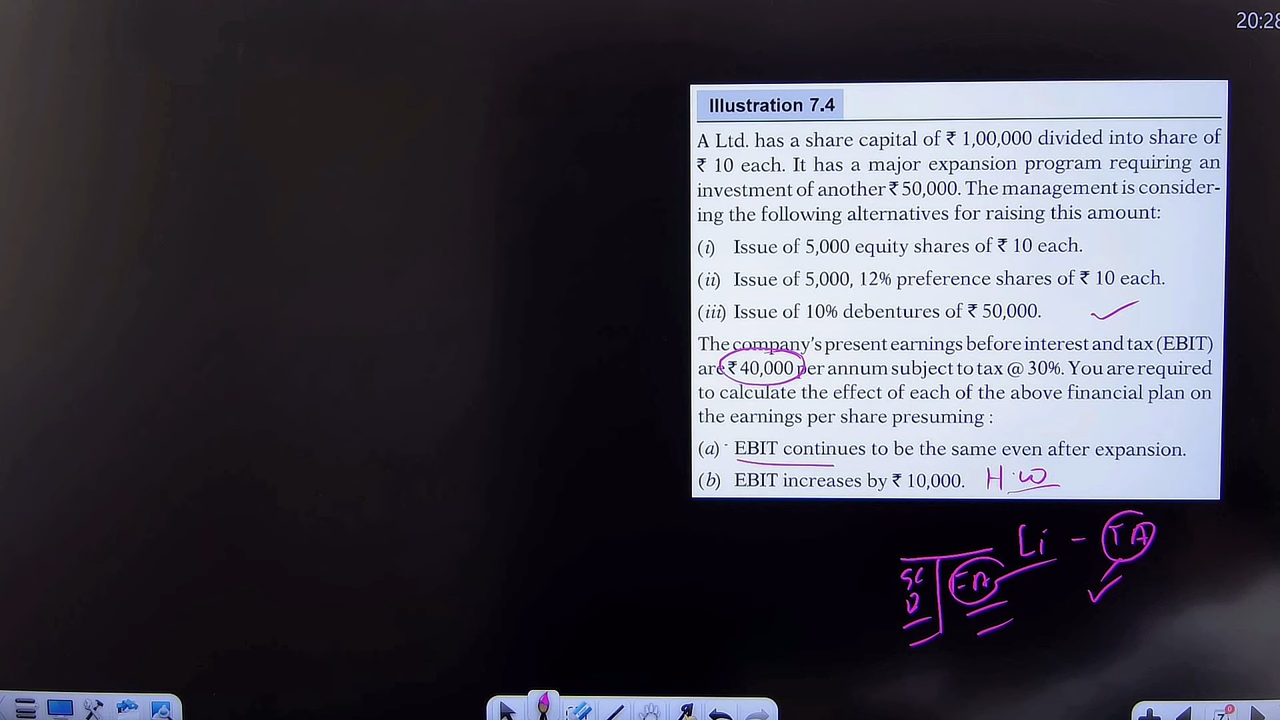 20:28
Illustration 7.4
A Ltd. has a share capital of ₹ 1,00,000 divided into share of
₹ 10 each. It has a major expansion program requiring an
investment of another ₹ 50,000. The management is consider-
ing the following alternatives for raising this amount:
(i) Issue of 5,000 equity shares of ₹ 10 each.
(ii) Issue of 5,000, 12% preference shares of ₹ 10 each.
(iii) Issue of 10% debentures of ₹ 50,000.
The company's present earnings before interest and tax (EBIT)
are ₹ 40,000 per annum subject to tax @ 30%. You are required
to calculate the effect of each of the above financial plan on
the earnings per share presuming :
(a) EBIT continues to be the same even after expansion.
(b) EBIT increases by ₹ 10,000. H.W
Li - TA
SC FA
D